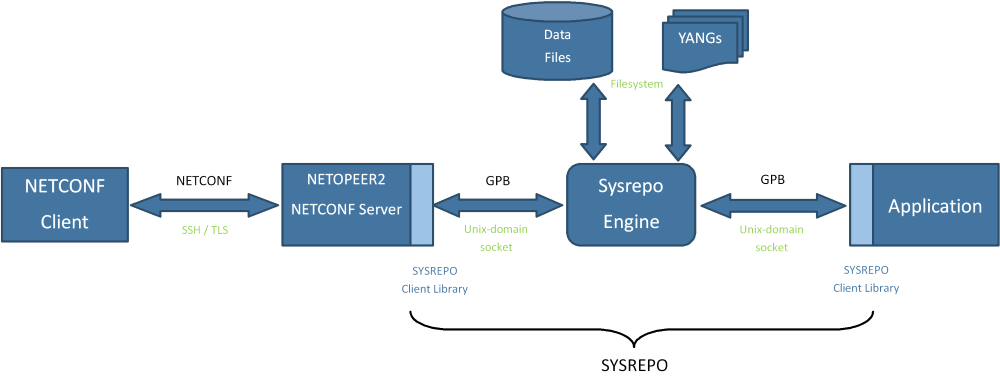 Data
Files
YANGs
Filesystem
NETCONF
Client
NETCONF
SSH / TLS
NETOPEER2
NETCONF Server
GPB
Unix-domain
socket
Sysrepo
Engine
GPB
Unix-domain
socket
Application
SYSREPO
Client Library
SYSREPO
Client Library
SYSREPO